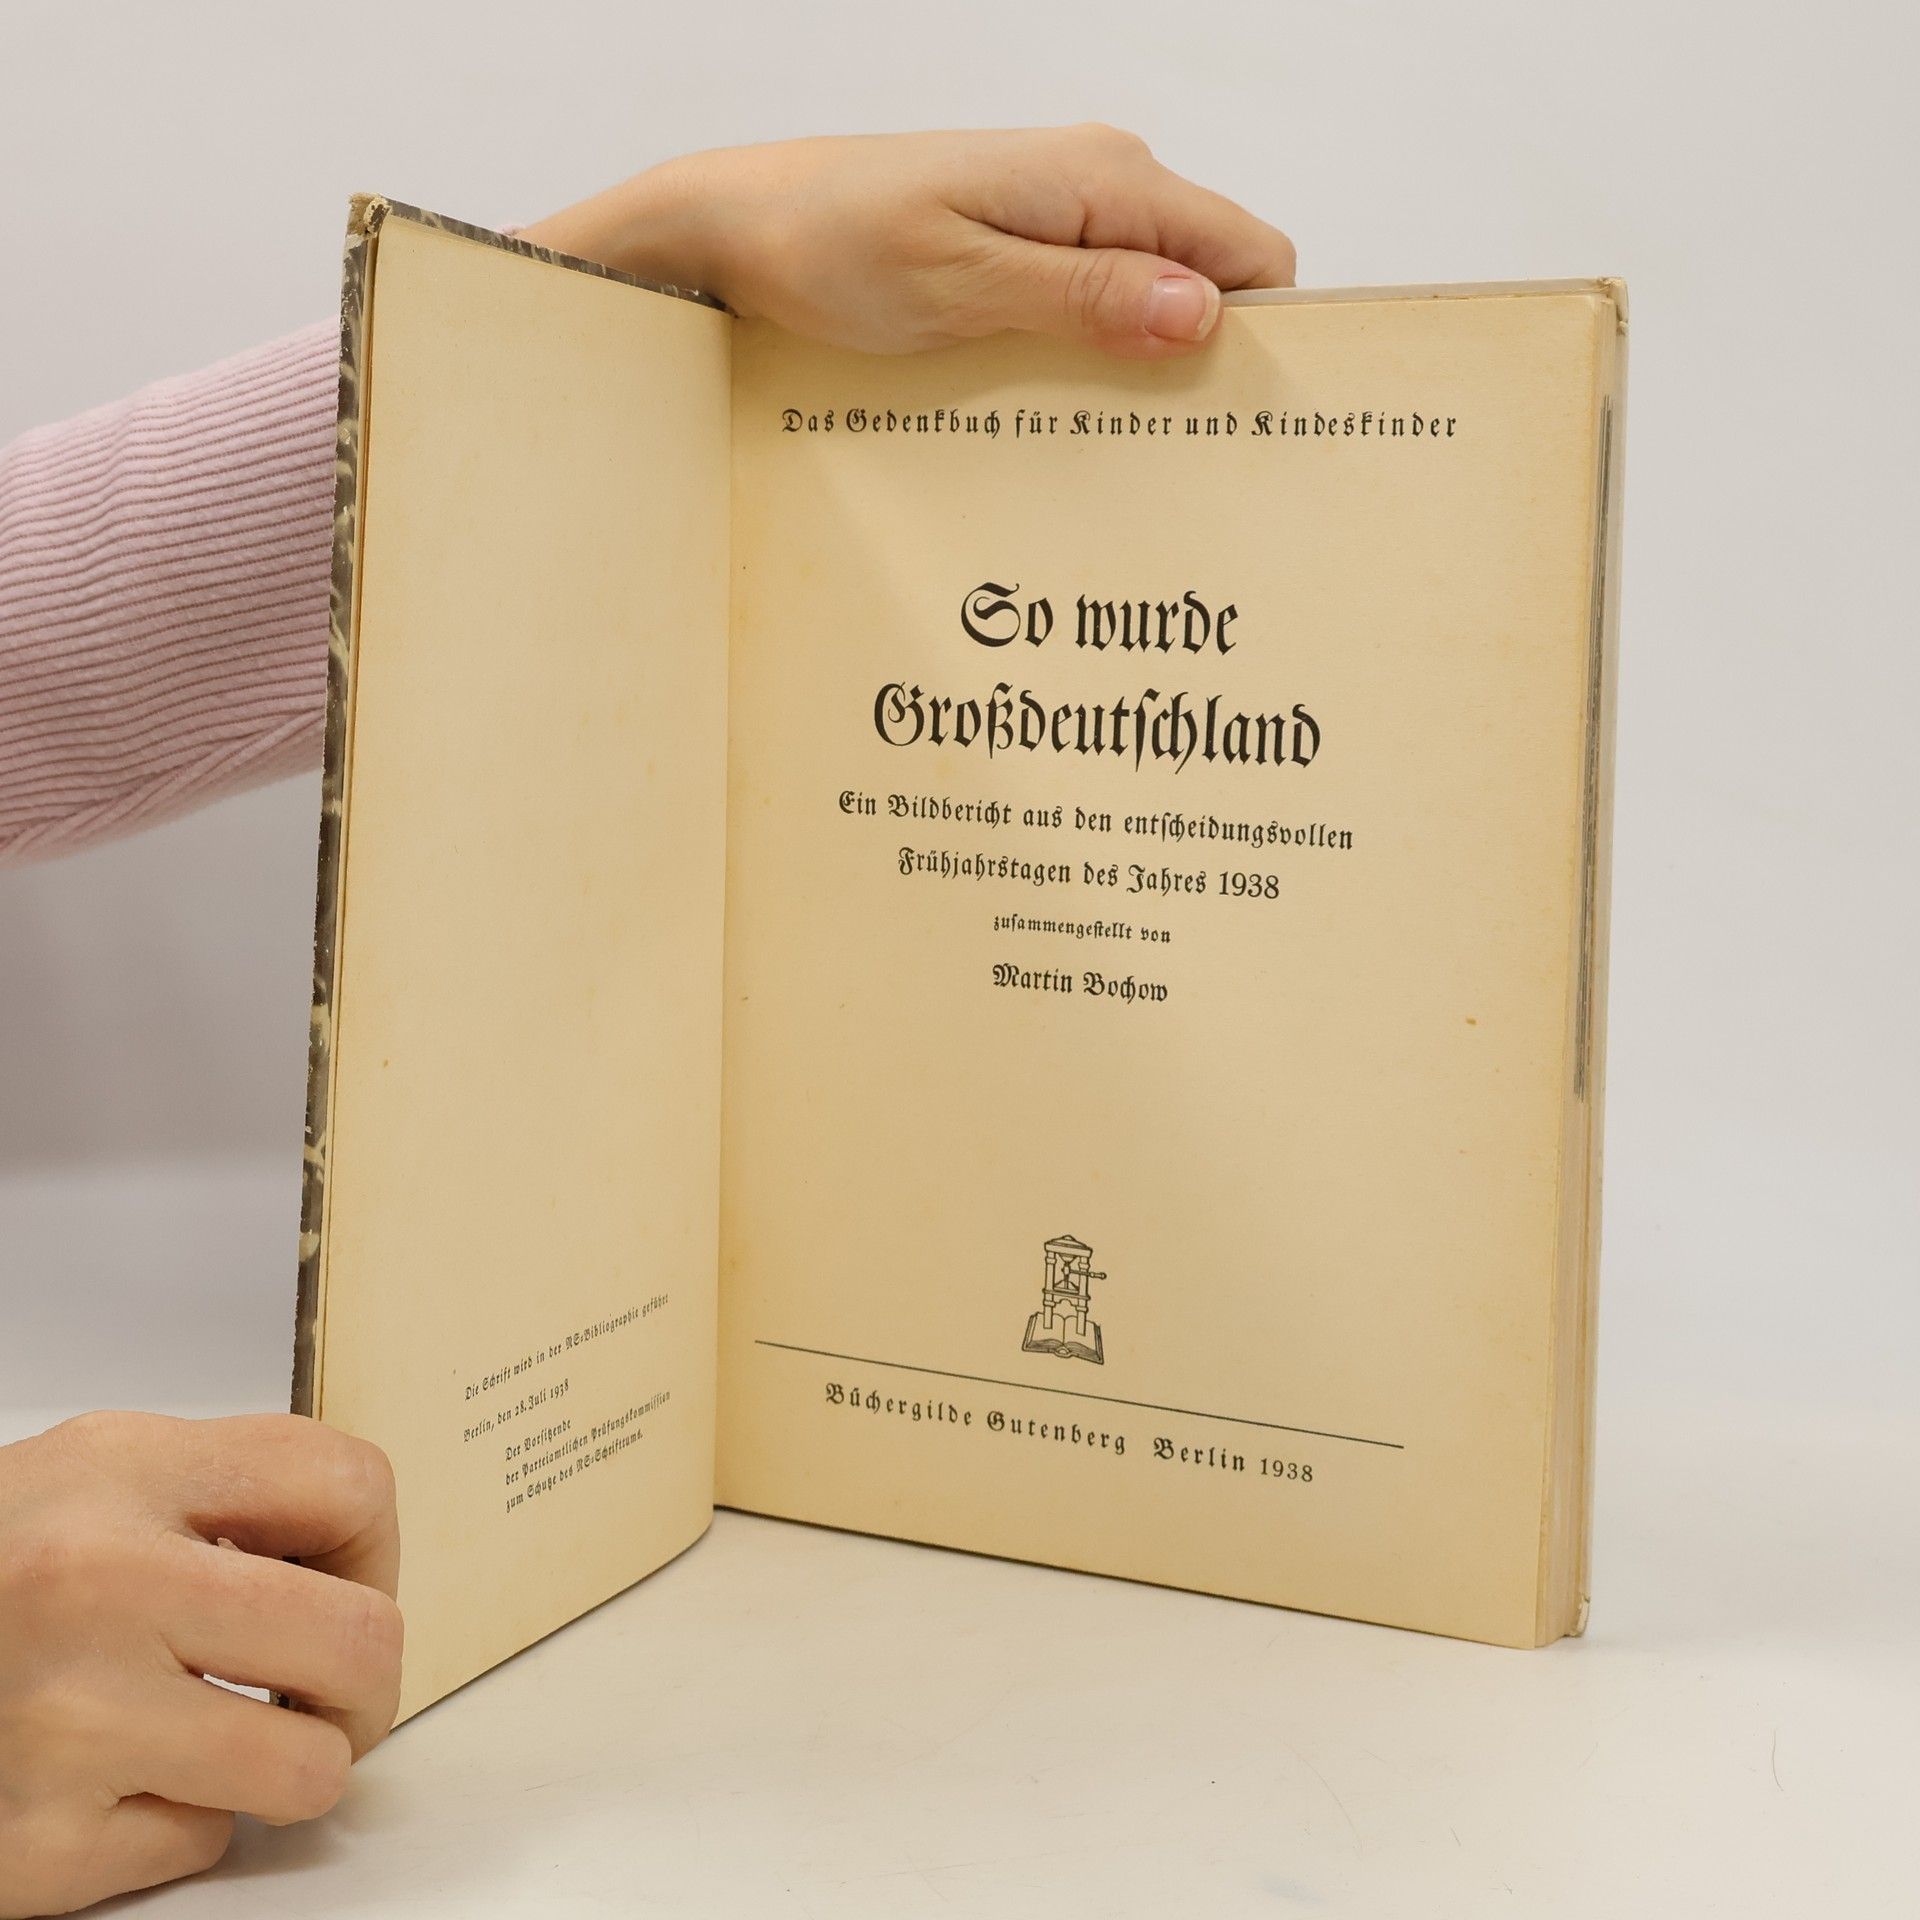 Die Schrift wird in der NS-Bibliographie geführt
Berlin, den 28. Juli 1938
Der Vorsitzende
der Parteiamtlichen Prüfungskommission
zum Schutze des NS-Schrifttums.
Das Gedenkbuch für Kinder und Kindeskinder
So wurde
Großdeutschland
Ein Bildbericht aus den entscheidungsvollen
Frühjahrstagen des Jahres 1938
zusammengestellt von
Martin Bochow
Büchergilde Gutenberg Berlin 1938